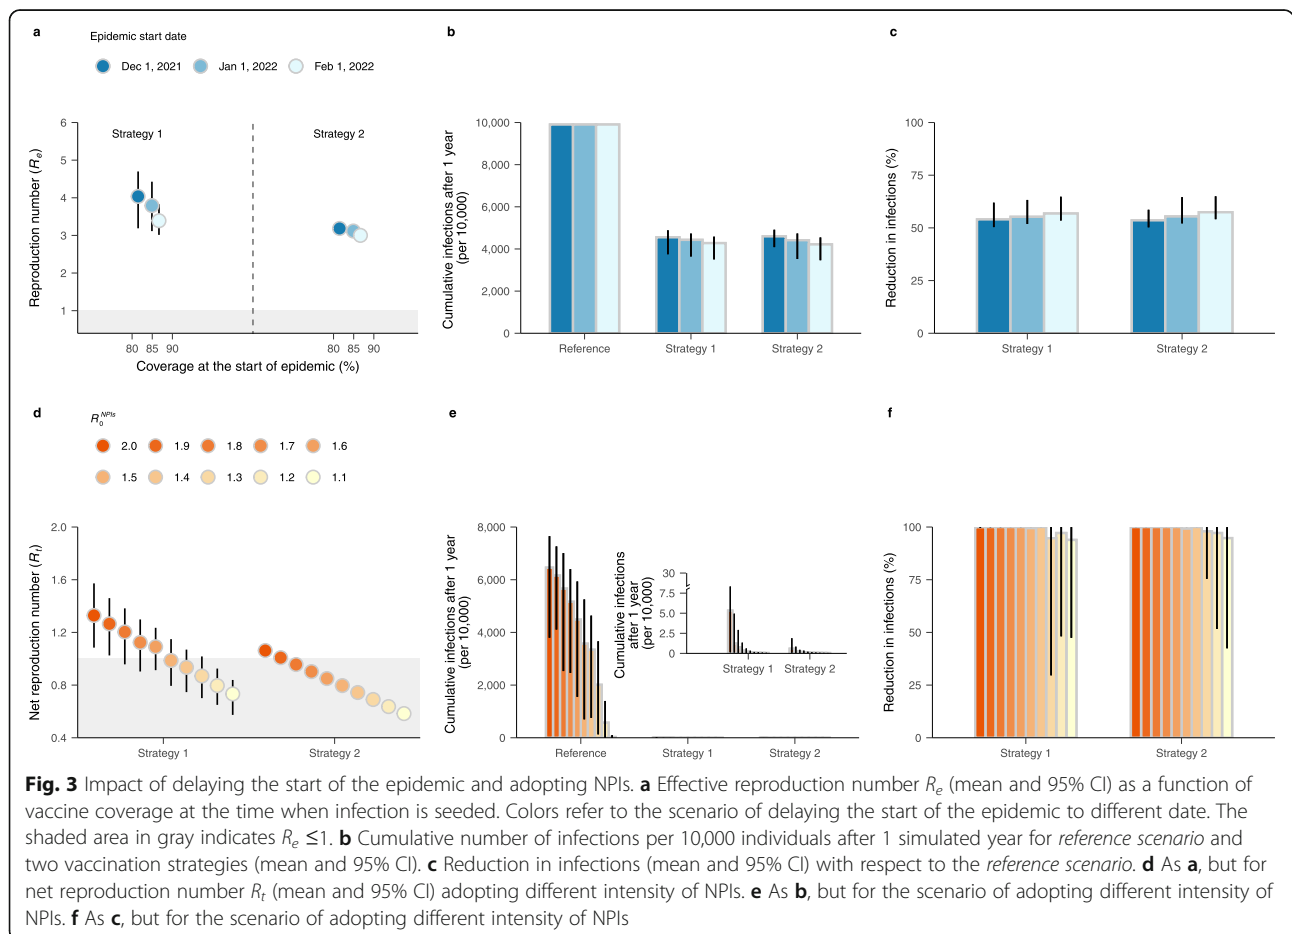 a
Epidemic start date
Dec 1, 2021 Jan 1, 2022 Feb 1, 2022
Reproduction number (Re)
6
5
4
3
2
1
Strategy 1 Strategy 2
80 85 90 80 85 90
Coverage at the start of epidemic (%)
b
Cumulative infections after 1 year
(per 10,000)
10,000
8,000
6,000
4,000
2,000
0
Reference Strategy 1 Strategy 2
c
Reduction in infections (%)
100
75
50
25
0
Strategy 1 Strategy 2
d
R0 NPIs
2.0 1.9 1.8 1.7 1.6
1.5 1.4 1.3 1.2 1.1
Net reproduction number (Rt)
2.0
1.6
1.2
0.8
0.4
Strategy 1 Strategy 2
e
Cumulative infections after 1 year
(per 10,000)
8,000
6,000
4,000
2,000
0
Reference Strategy 1 Strategy 2
Cumulative infections
after 1 year
(per 10,000)
30
7.5
5.0
2.5
0
Strategy 1 Strategy 2
f
Reduction in infections (%)
100
50
0
Strategy 1 Strategy 2
Fig. 3 Impact of delaying the start of the epidemic and adopting NPIs. a Effective reproduction number Re (mean and 95% CI) as a function of
vaccine coverage at the time when infection is seeded. Colors refer to the scenario of delaying the start of the epidemic to different date. The
shaded area in gray indicates Re ≤1. b Cumulative number of infections per 10,000 individuals after 1 simulated year for reference scenario and
two vaccination strategies (mean and 95% CI). c Reduction in infections (mean and 95% CI) with respect to the reference scenario. d As a, but for
net reproduction number Rt (mean and 95% CI) adopting different intensity of NPIs. e As b, but for the scenario of adopting different intensity of
NPIs. f As c, but for the scenario of adopting different intensity of NPIs